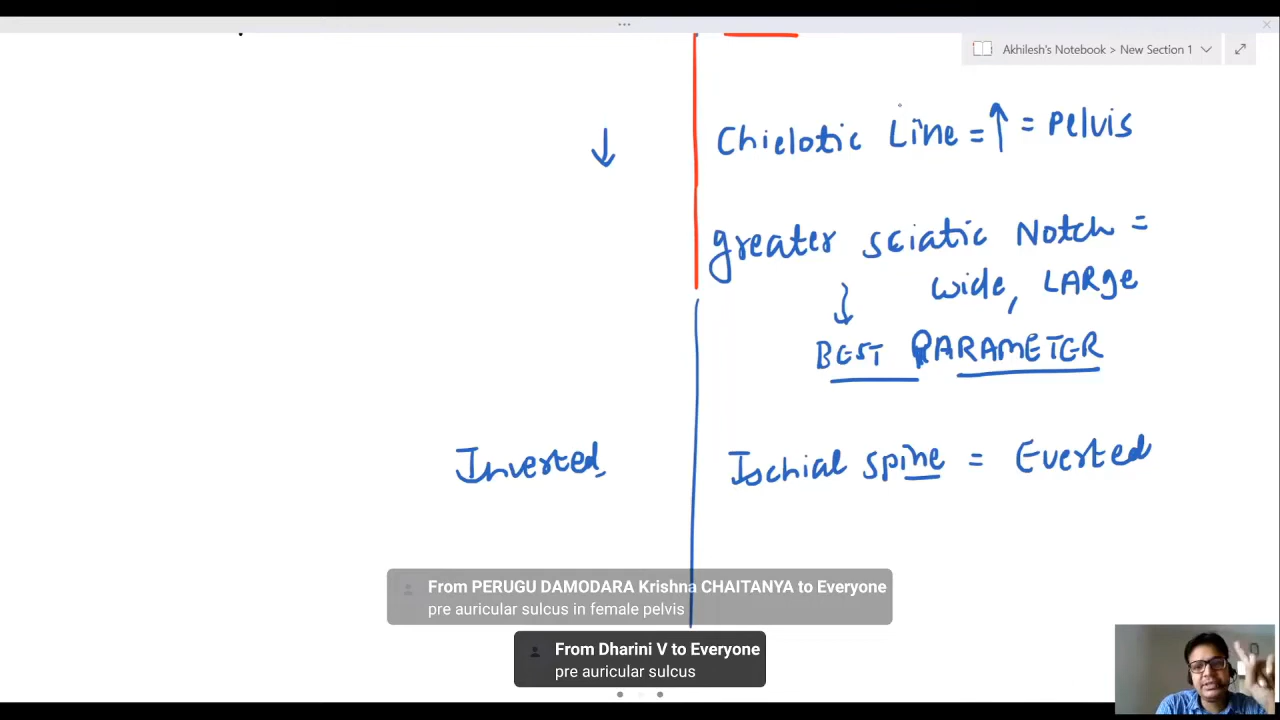 Akhilesh's Notebook > New Section 1
↓ Chielotic Line = ↑ = Pelvis
greater sciatic Notch =
wide, LARge
↓
BEST PARAMETER
Inverted Ischial spine = Everted
From PERUGU DAMODARA Krishna CHAITANYA to Everyone
pre auricular sulcus in female pelvis
From Dharini V to Everyone
pre auricular sulcus